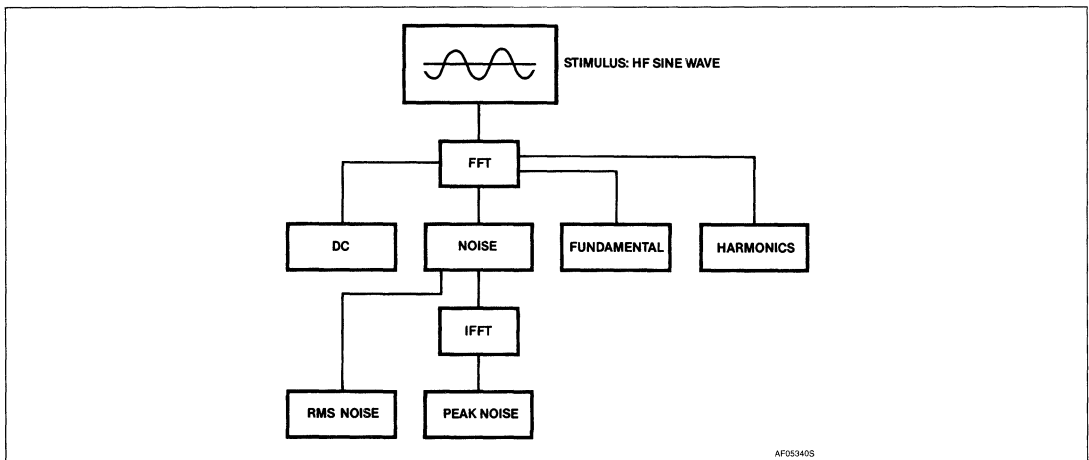 STIMULUS: HF SINE WAVE
FFT
DC
NOISE
FUNDAMENTAL
HARMONICS
IFFT
RMS NOISE
PEAK NOISE
AF05340S